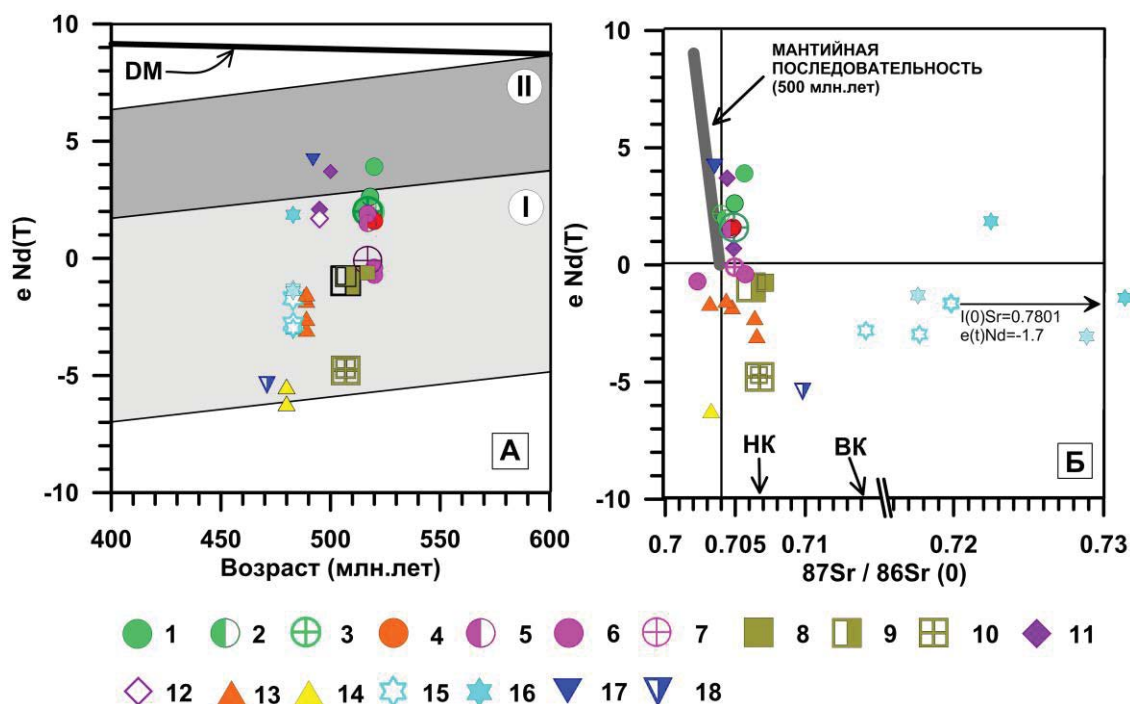 10
5
0
-5
-10
e Nd(T)
DM
II
I
А
400
450
500
550
600
Возраст (млн.лет)
10
5
0
-5
-10
e Nd(T)
МАНТИЙНАЯ
ПОСЛЕДОВАТЕЛЬНОСТЬ
(500 млн.лет)
I(0)Sr=0.7801
e(t)Nd=-1.7
НК
ВК
Б
0.7
0.705
0.71
0.72
0.73
87Sr / 86Sr (0)
1 2 3 4 5 6 7 8 9 10 11
12 13 14 15 16 17 18